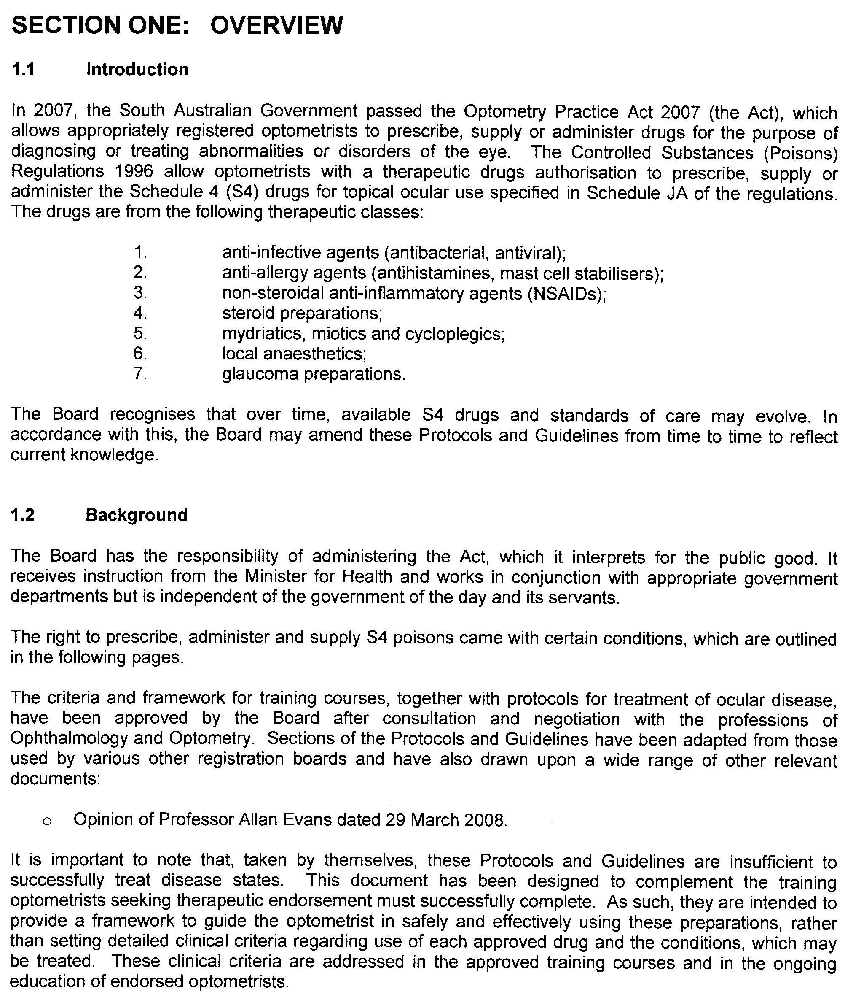 SECTION ONE: OVERVIEW
1.1 Introduction
In 2007, the South Australian Government passed the Optometry Practice Act 2007 (the Act), which
allows appropriately registered optometrists to prescribe, supply or administer drugs for the purpose of
diagnosing or treating abnormalities or disorders of the eye. The Controlled Substances (Poisons)
Regulations 1996 allow optometrists with a therapeutic drugs authorisation to prescribe, supply or
administer the Schedule 4 (S4) drugs for topical ocular use specified in Schedule JA of the regulations.
The drugs are from the following therapeutic classes:
1. anti-infective agents (antibacterial, antiviral);
2. anti-allergy agents (antihistamines, mast cell stabilisers);
3. non-steroidal anti-inflammatory agents (NSAIDs);
4. steroid preparations;
5. mydriatics, miotics and cycloplegics;
6. local anaesthetics;
7. glaucoma preparations.
The Board recognises that over time, available S4 drugs and standards of care may evolve. In
accordance with this, the Board may amend these Protocols and Guidelines from time to time to reflect
current knowledge.
1.2 Background
The Board has the responsibility of administering the Act, which it interprets for the public good. It
receives instruction from the Minister for Health and works in conjunction with appropriate government
departments but is independent of the government of the day and its servants.
The right to prescribe, administer and supply S4 poisons came with certain conditions, which are outlined
in the following pages.
The criteria and framework for training courses, together with protocols for treatment of ocular disease,
have been approved by the Board after consultation and negotiation with the professions of
Ophthalmology and Optometry. Sections of the Protocols and Guidelines have been adapted from those
used by various other registration boards and have also drawn upon a wide range of other relevant
documents:
o Opinion of Professor Allan Evans dated 29 March 2008.
It is important to note that, taken by themselves, these Protocols and Guidelines are insufficient to
successfully treat disease states. This document has been designed to complement the training
optometrists seeking therapeutic endorsement must successfully complete. As such, they are intended to
provide a framework to guide the optometrist in safely and effectively using these preparations, rather
than setting detailed clinical criteria regarding use of each approved drug and the conditions, which may
be treated. These clinical criteria are addressed in the approved training courses and in the ongoing
education of endorsed optometrists.